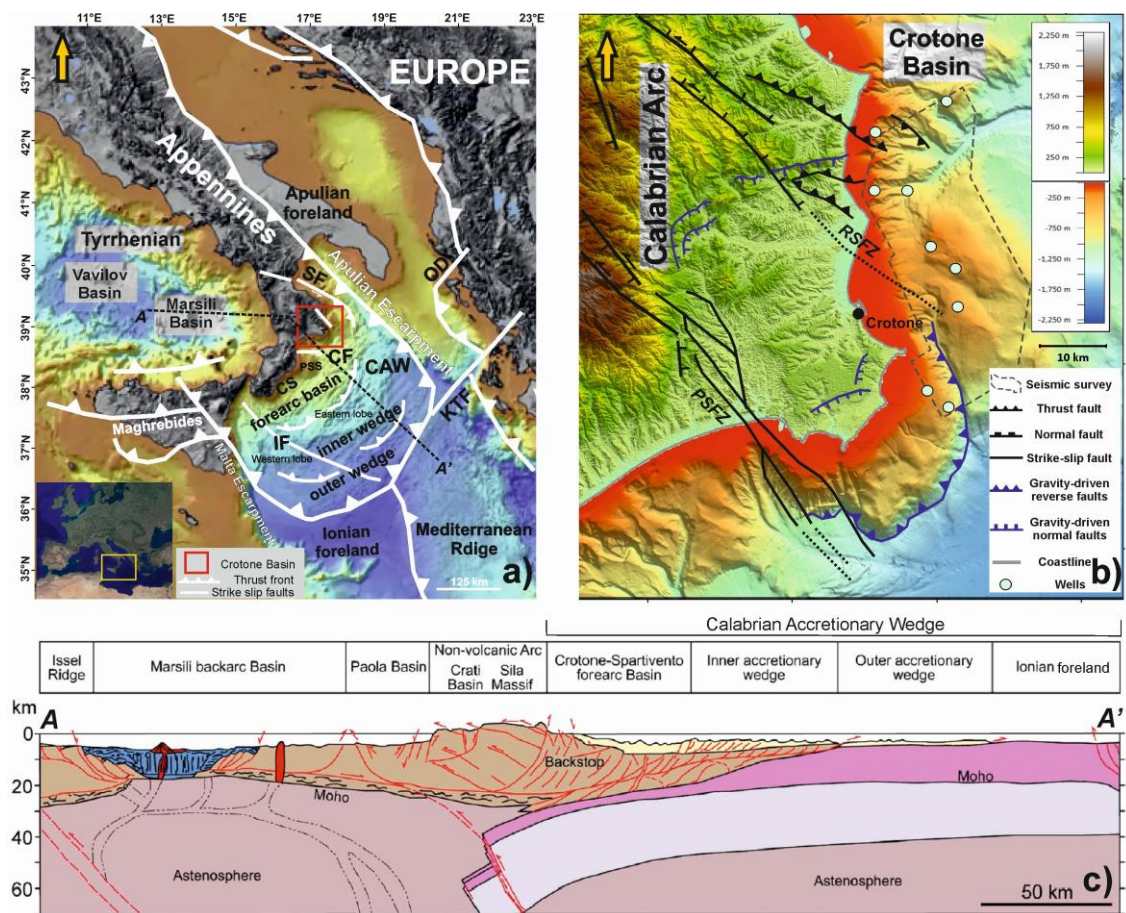 13°E 15°E 17°E 19°E 21°E 23°E
43°N
42°N
41°N
40°N
39°N
38°N
37°N
36°N
35°N
EUROPE
Appennines
Apulian
foreland
Tyrrhenian
Vavilov
Basin
Marsili
Basin
A
SF
Apulian Escarpment
OD
CF
PSS
CS
CAW
forearc basin
Eastern lobe
KTF
Maghrebides
IF
Western lobe
inner wedge
outer wedge
A'
Malta Escarpment
Ionian
foreland
Mediterranean
Rdige
Crotone Basin
Thrust front
Strike slip faults
125 km
a)
Calabrian Arc
Crotone
Basin
2,250 m
1,750 m
1,250 m
750 m
250 m
-250 m
-750 m
-1,250 m
-1,750 m
-2,250 m
RSFZ
Crotone
10 km
PSFZ
Seismic survey
Thrust fault
Normal fault
Strike-slip fault
Gravity-driven
reverse faults
Gravity-driven
normal faults
Coastline
Wells
b)
Calabrian Accretionary Wedge
Issel
Ridge
Marsili backarc Basin
Paola Basin
Non-volcanic Arc
Crati
Basin
Sila
Massif
Crotone-Spartivento
forearc Basin
Inner accretionary
wedge
Outer accretionary
wedge
Ionian foreland
km
A
A'
0
20
40
60
Backstop
Moho
Moho
Astenosphere
Astenosphere
50 km
c)